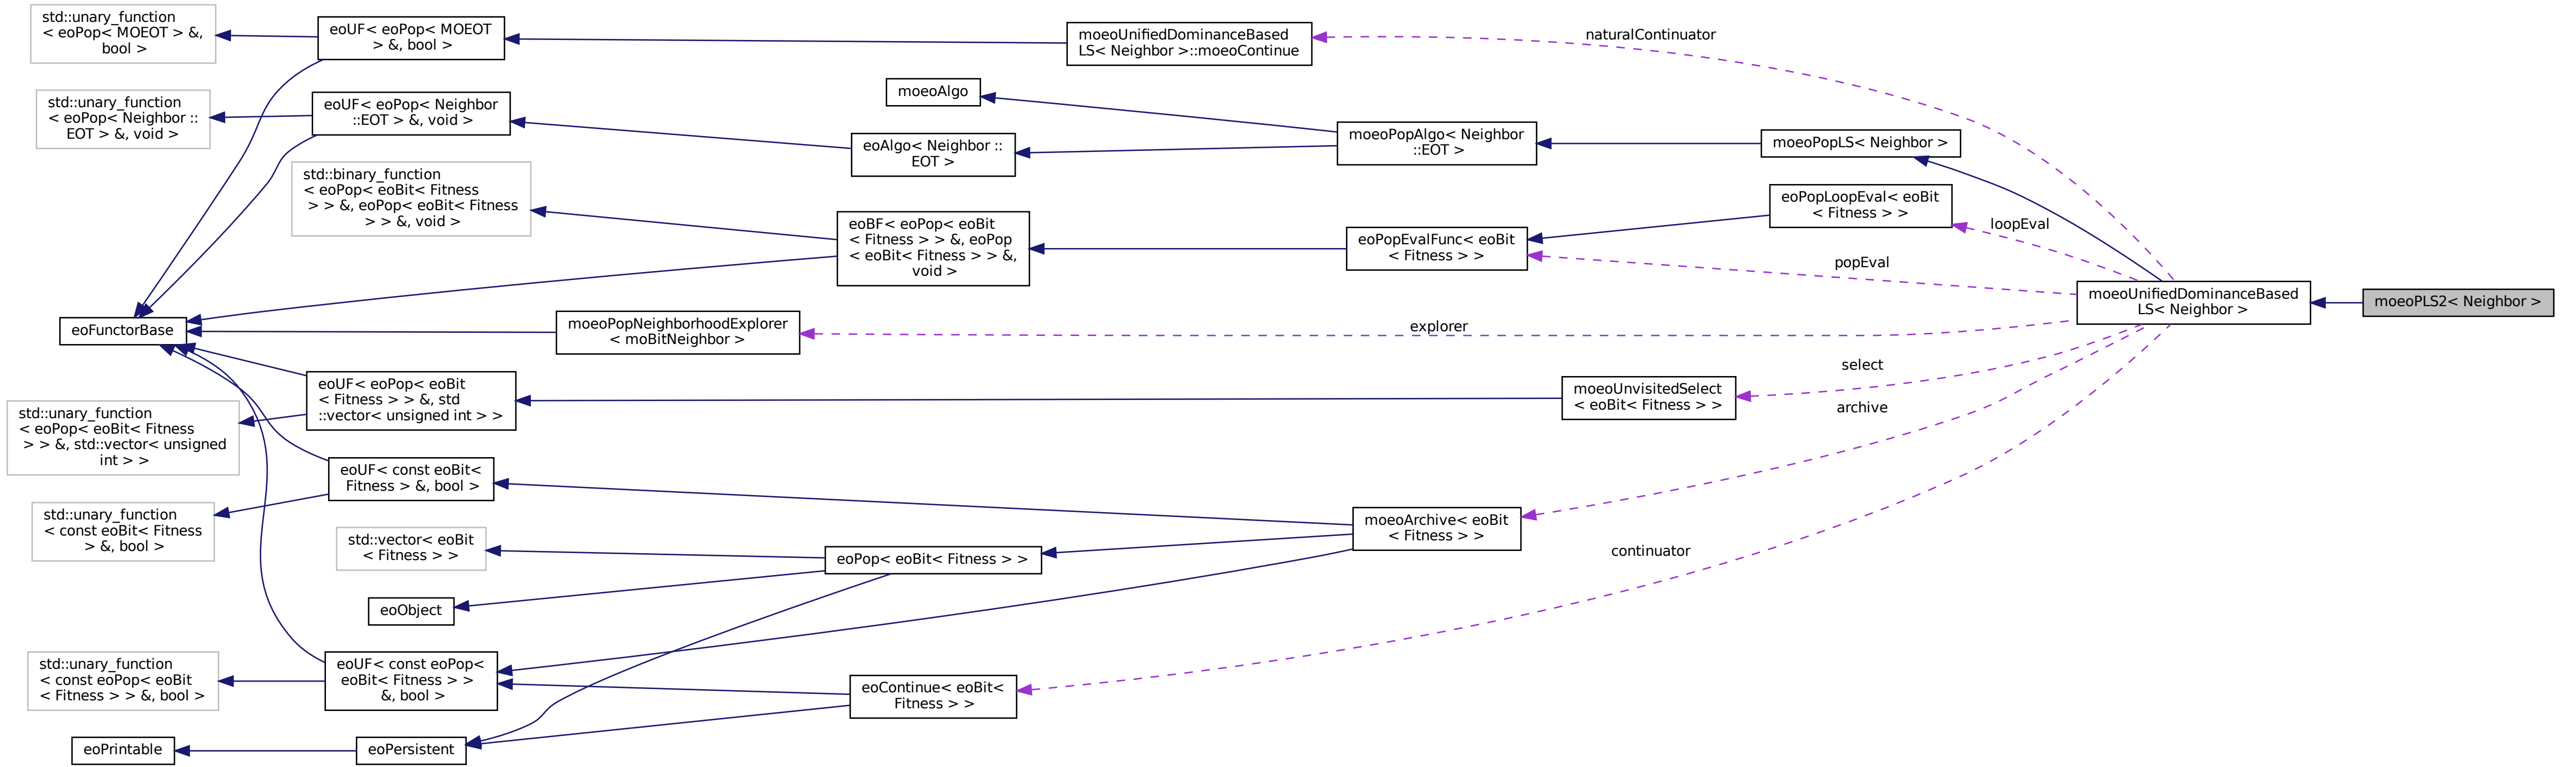 std::unary_function
< eoPop< MOEOT > &,
bool >
eoUF< eoPop< MOEOT
> &, bool >
moeoUnifiedDominanceBased
LS< Neighbor >::moeoContinue
naturalContinuator
std::unary_function
< eoPop< Neighbor ::
EOT > &, void >
eoUF< eoPop< Neighbor
::EOT > &, void >
moeoAlgo
eoAlgo< Neighbor ::
EOT >
moeoPopAlgo< Neighbor
::EOT >
moeoPopLS< Neighbor >
std::binary_function
< eoPop< eoBit< Fitness
> > &, eoPop< eoBit< Fitness
> > &, void >
eoBF< eoPop< eoBit
< Fitness > > &, eoPop
< eoBit< Fitness > > &,
void >
eoPopEvalFunc< eoBit
< Fitness > >
eoPopLoopEval< eoBit
< Fitness > >
loopEval
popEval
moeoUnifiedDominanceBased
LS< Neighbor >
moeoPLS2< Neighbor >
eoFunctorBase
moeoPopNeighborhoodExplorer
< moBitNeighbor >
explorer
eoUF< eoPop< eoBit
< Fitness > > &, std
::vector< unsigned int > >
moeoUnvisitedSelect
< eoBit< Fitness > >
select
archive
std::unary_function
< eoPop< eoBit< Fitness
> > &, std::vector< unsigned
int > >
eoUF< const eoBit<
Fitness > &, bool >
std::unary_function
< const eoBit< Fitness
> &, bool >
std::vector< eoBit
< Fitness > >
eoPop< eoBit< Fitness > >
moeoArchive< eoBit
< Fitness > >
continuator
eoObject
std::unary_function
< const eoPop< eoBit
< Fitness > > &, bool >
eoUF< const eoPop<
eoBit< Fitness > >
&, bool >
eoContinue< eoBit<
Fitness > >
eoPrintable
eoPersistent